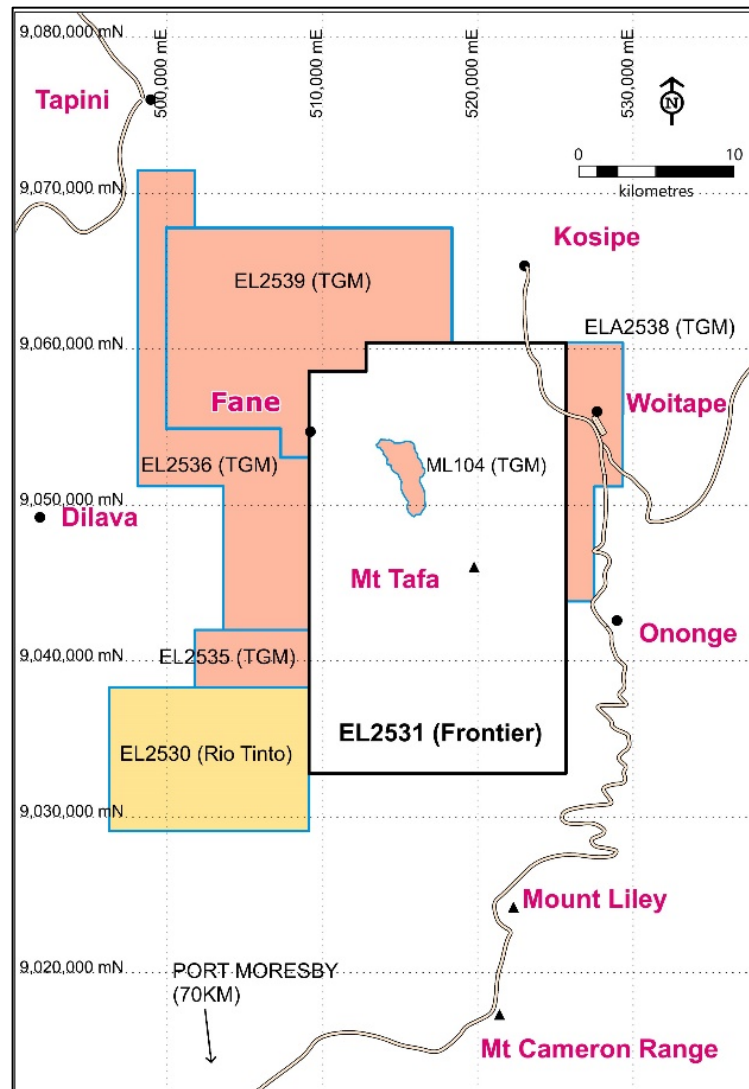 9,080,000 mN
500,000 mE
510,000 mE
520,000 mE
530,000 mE
Tapini
N
0
10
kilometres
9,070,000 mN
Kosipe
EL2539 (TGM)
ELA2538 (TGM)
9,060,000 mN
Fane
Woitape
EL2536 (TGM)
ML104 (TGM)
9,050,000 mN
Dilava
Mt Tafa
Ononge
9,040,000 mN
EL2535 (TGM)
EL2531 (Frontier)
EL2530 (Rio Tinto)
9,030,000 mN
Mount Liley
9,020,000 mN
PORT MORESBY
(70KM)
Mt Cameron Range